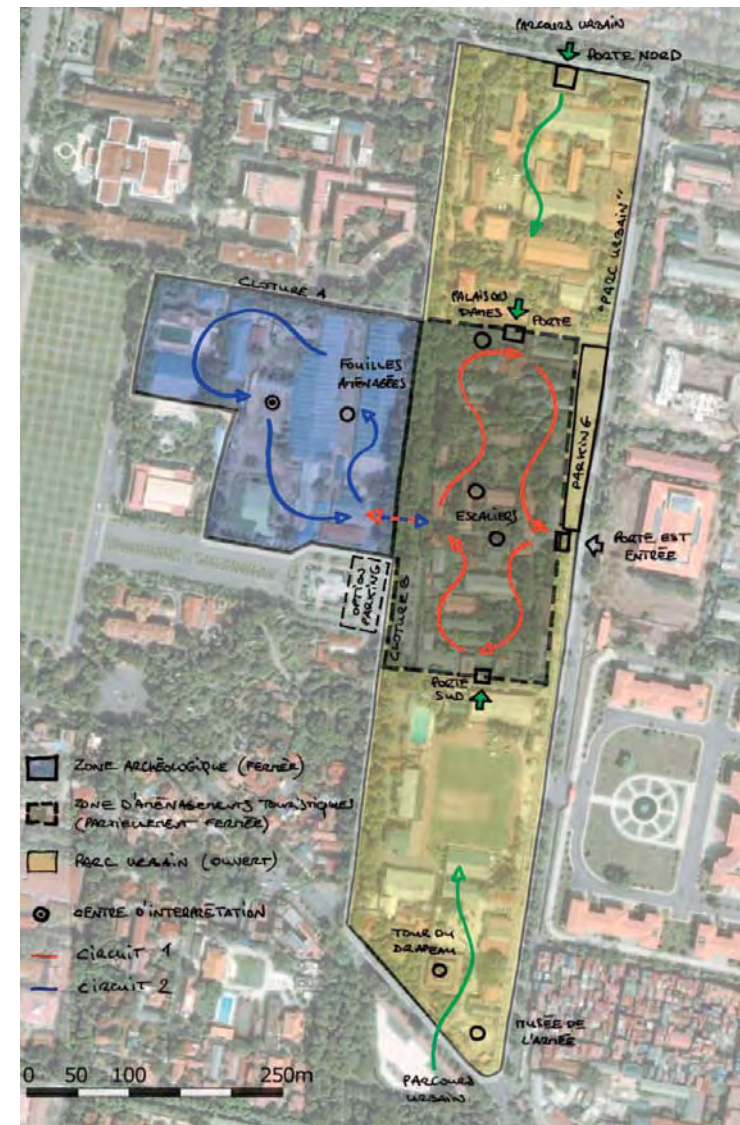 PARCOURS URBAIN
PORTE NORD
"PARC URBAIN"
CLOTURE A
PALAIS DES
DAMES
PORTE
FOUILLES
AMÉNAGÉES
PARKING
ESCALIERS
PORTE EST
ENTRÉE
OPTION
PARKING
CLOTURE B
PORTE
SUD
ZONE ARCHÉOLOGIQUE (FERMÉE)
ZONE D'AMÉNAGEMENTS TOURISTIQUES
(PARTIELLEMENT FERMÉE)
PARC URBAIN (OUVERT)
CENTRE D'INTERPRÉTATION
CIRCUIT 1
CIRCUIT 2
TOUR DU
DRAPEAU
MUSÉE DE
L'ARMÉE
0 50 100 250m
PARCOURS
URBAIN